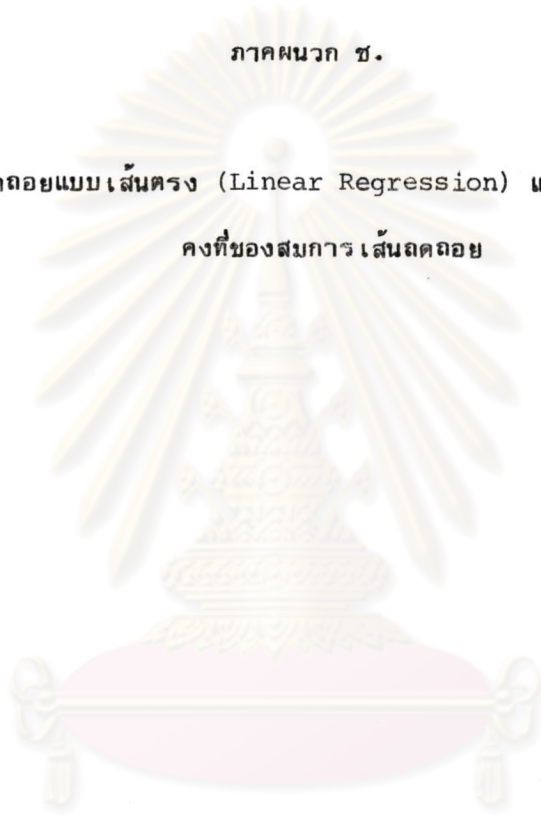 ภาคผนวก ช.
ถอยแบบเส้นตรง (Linear Regression)
คงที่ของสมการเส้นถดถอย